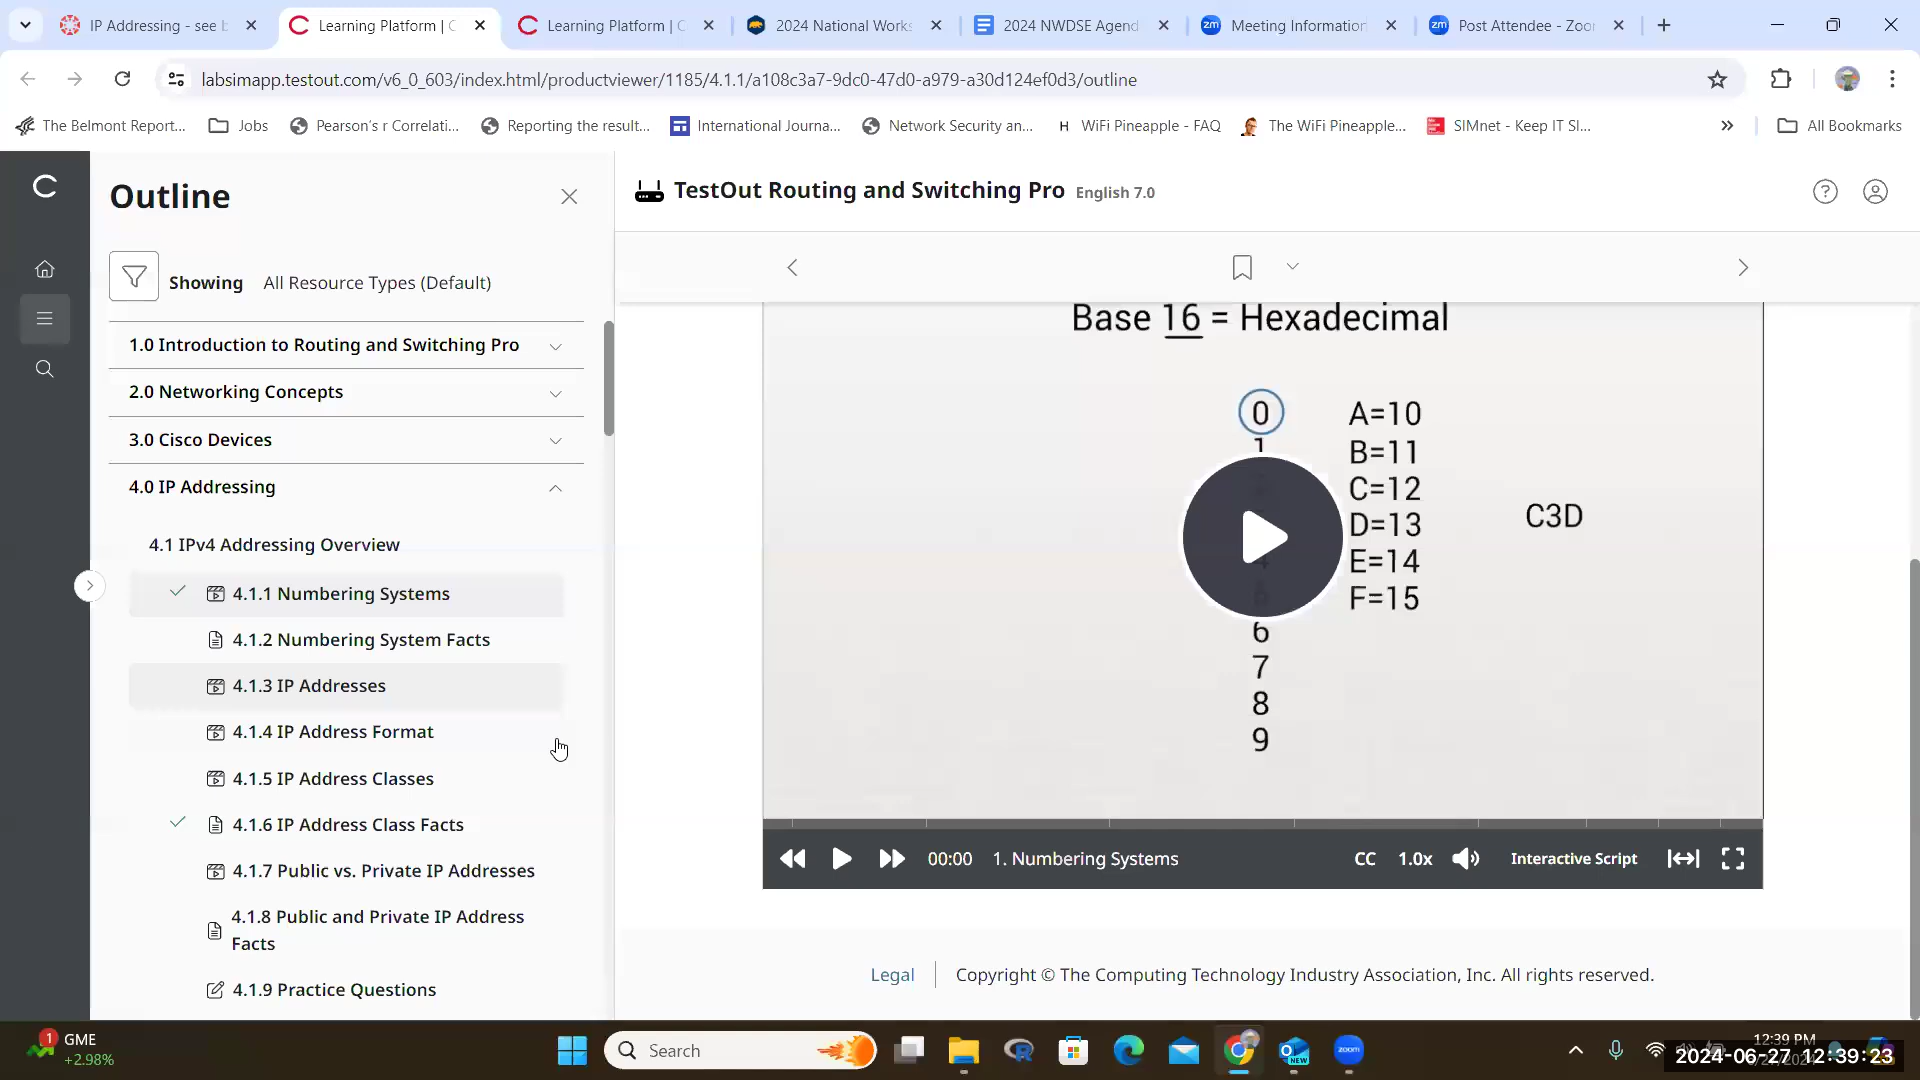 IP Addressing - see b
Learning Platform | C
Learning Platform | C
2024 National Works
2024 NWDSE Agend
Meeting Information
Post Attendee - Zoo
labsimapp.testout.com/v6_0_603/index.html/productviewer/1185/4.1.1/a108c3a7-9dc0-47d0-a979-a30d124ef0d3/outline
The Belmont Report...
Jobs
Pearson's r Correlati...
Reporting the result...
International Journa...
Network Security an...
WiFi Pineapple - FAQ
The WiFi Pineapple...
SIMnet - Keep IT SI...
All Bookmarks
Outline
Showing All Resource Types (Default)
1.0 Introduction to Routing and Switching Pro
2.0 Networking Concepts
3.0 Cisco Devices
4.0 IP Addressing
4.1 IPv4 Addressing Overview
4.1.1 Numbering Systems
4.1.2 Numbering System Facts
4.1.3 IP Addresses
4.1.4 IP Address Format
4.1.5 IP Address Classes
4.1.6 IP Address Class Facts
4.1.7 Public vs. Private IP Addresses
4.1.8 Public and Private IP Address
Facts
4.1.9 Practice Questions
TestOut Routing and Switching Pro English 7.0
Base 16 = Hexadecimal
0
1
6
7
8
9
A=10
B=11
C=12
D=13
E=14
F=15
C3D
00:00 1. Numbering Systems
CC 1.0x Interactive Script
Legal
Copyright © The Computing Technology Industry Association, Inc. All rights reserved.
1
GME
+2.98%
Search
zoom
NEW
12:39 PM
2024-06-27 12:39:23